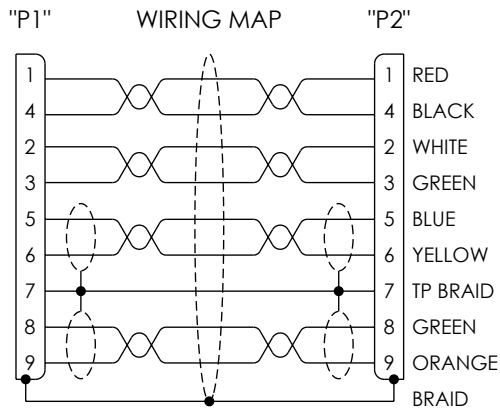 "P1" WIRING MAP "P2"
1 1 RED
4 4 BLACK
2 2 WHITE
3 3 GREEN
5 5 BLUE
6 6 YELLOW
7 7 TP BRAID
8 8 GREEN
9 9 ORANGE
BRAID